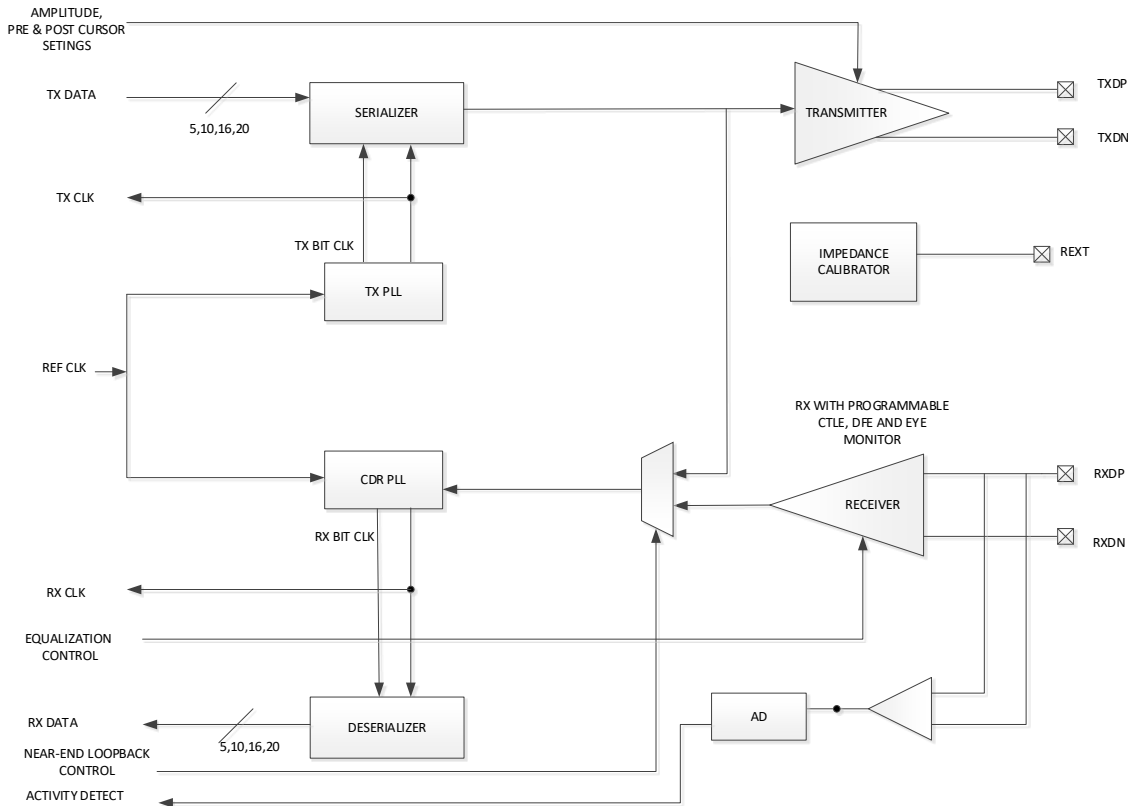 AMPLITUDE,
PRE & POST CURSOR
SETINGS
TX DATA
5,10,16,20
SERIALIZER
TRANSMITTER
TXDP
TXDN
TX CLK
TX BIT CLK
TX PLL
IMPEDANCE
CALIBRATOR
REXT
REF CLK
RX WITH PROGRAMMABLE
CTLE, DFE AND EYE
MONITOR
CDR PLL
RECEIVER
RXDP
RXDN
RX BIT CLK
RX CLK
EQUALIZATION
CONTROL
RX DATA
5,10,16,20
DESERIALIZER
AD
NEAR-END LOOPBACK
CONTROL
ACTIVITY DETECT